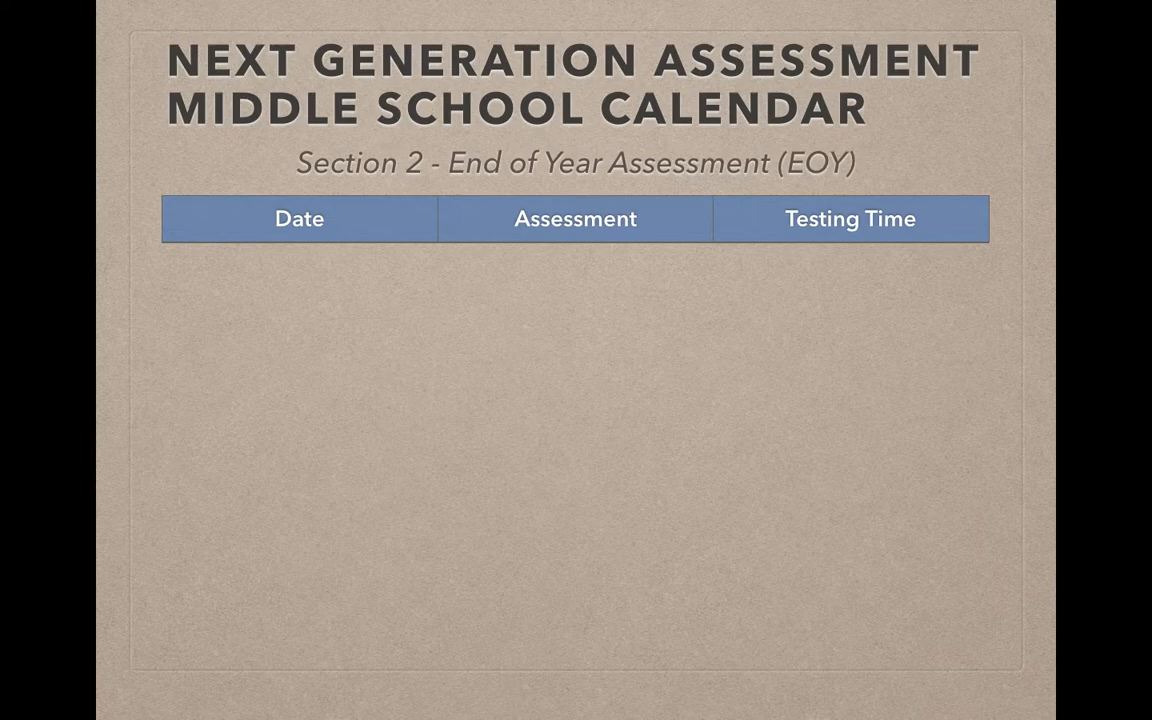 NEXT GENERATION ASSESSMENT
MIDDLE SCHOOL CALENDAR
Section 2 - End of Year Assessment (EOY)
Date Assessment Testing Time